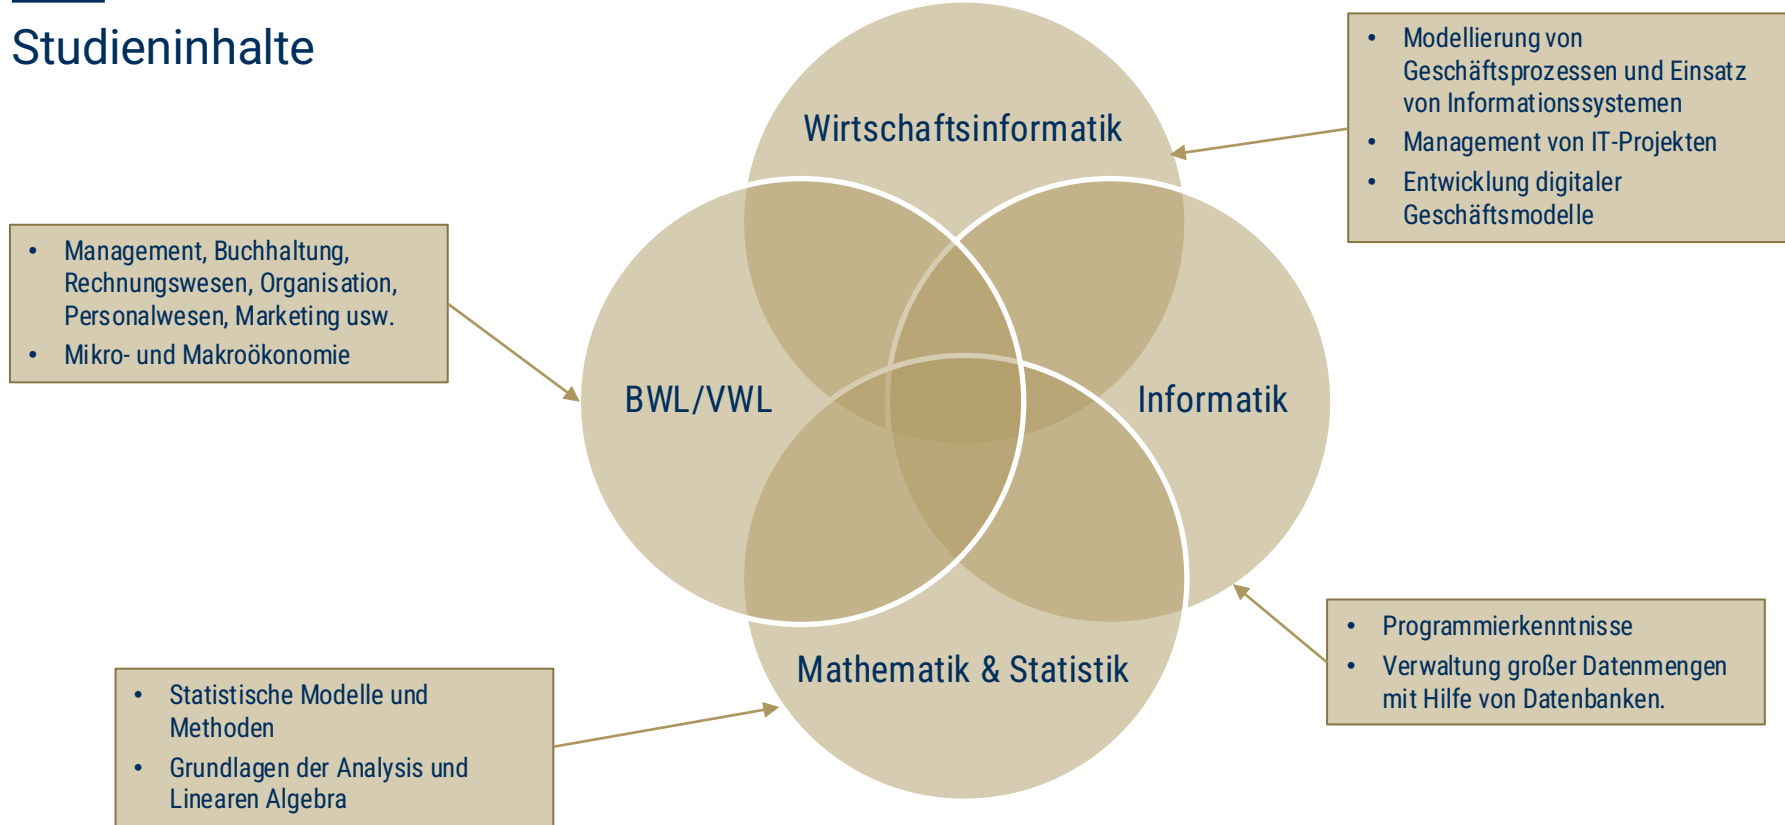 Studieninhalte
Wirtschaftsinformatik
• Modellierung von
Geschäftsprozessen und Einsatz
von Informationssystemen
• Management von IT-Projekten
• Entwicklung digitaler
Geschäftsmodelle
• Management, Buchhaltung,
Rechnungswesen, Organisation,
Personalwesen, Marketing usw.
• Mikro- und Makroökonomie
BWL/VWL
Informatik
• Programmierkenntnisse
• Verwaltung großer Datenmengen
mit Hilfe von Datenbanken.
Mathematik & Statistik
• Statistische Modelle und
Methoden
• Grundlagen der Analysis und
Linearen Algebra